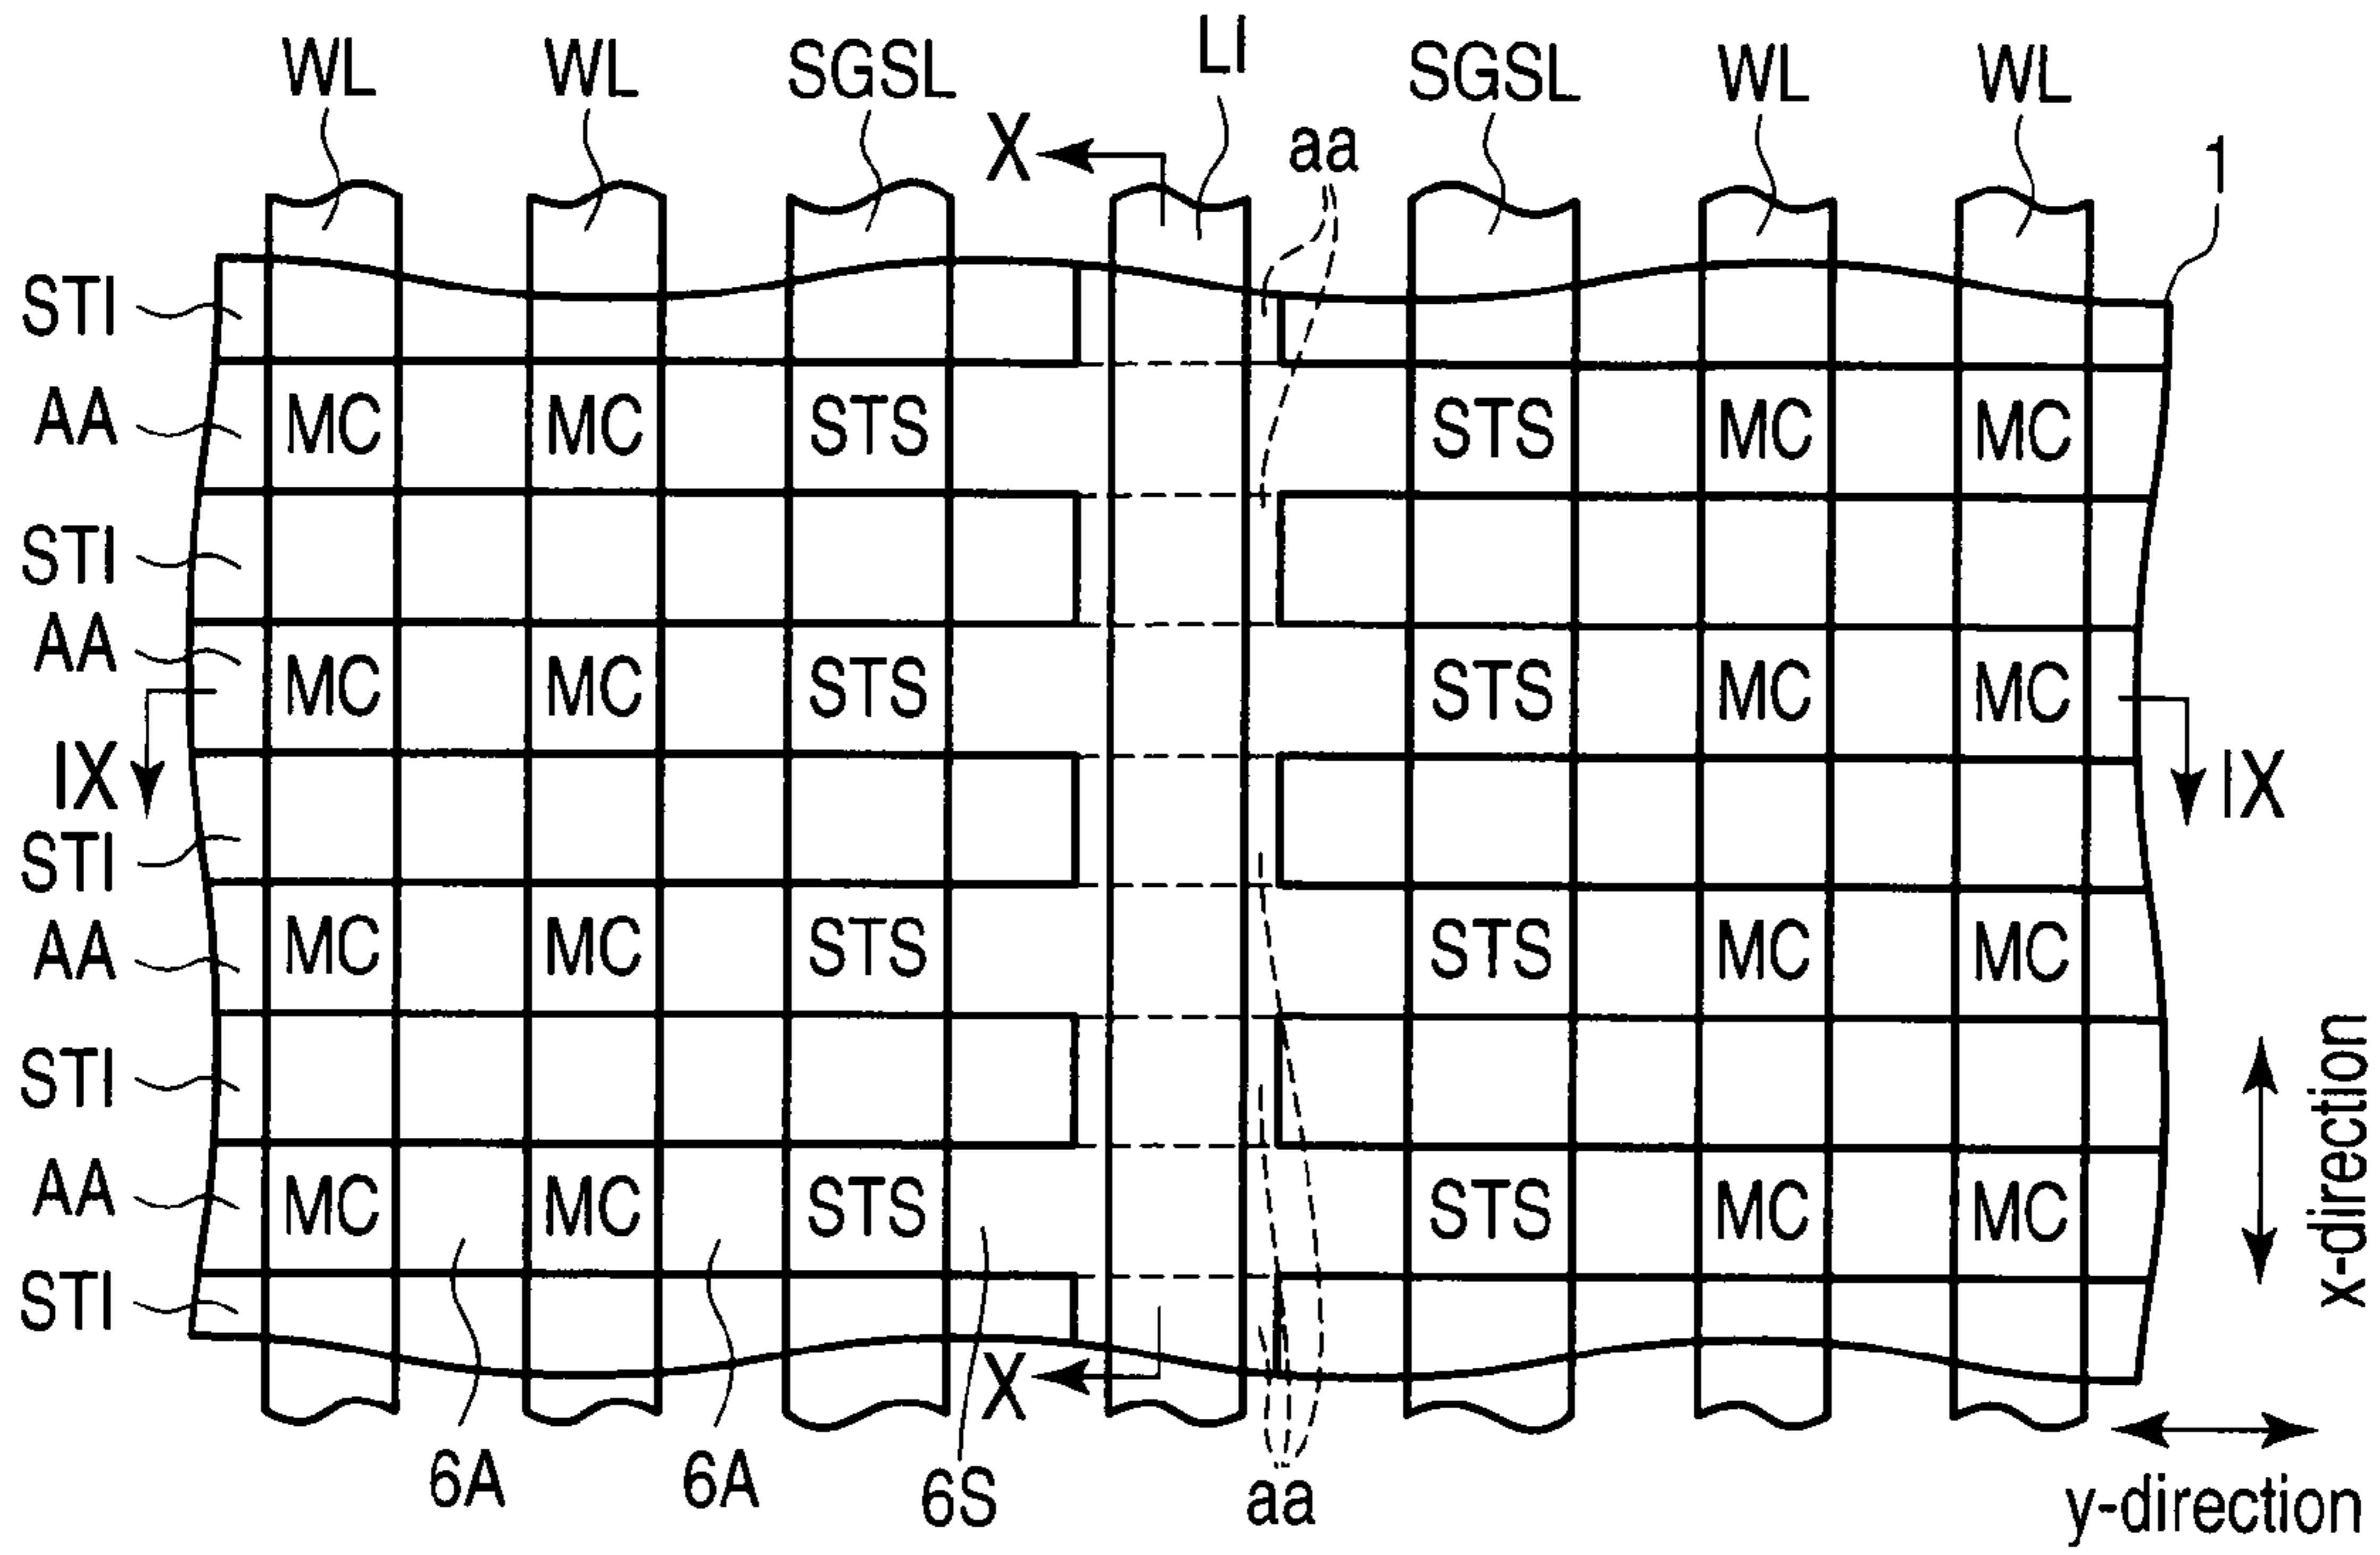 WL WL SGSL LI SGSL WL WL
X aa 1
STI
AA MC MC STS STS MC MC
STI
AA MC MC STS STS MC MC
IX IX
STI
AA MC MC STS STS MC MC
STI
AA MC MC STS STS MC MC
STI
X
6A 6A 6S aa
x-direction
y-direction